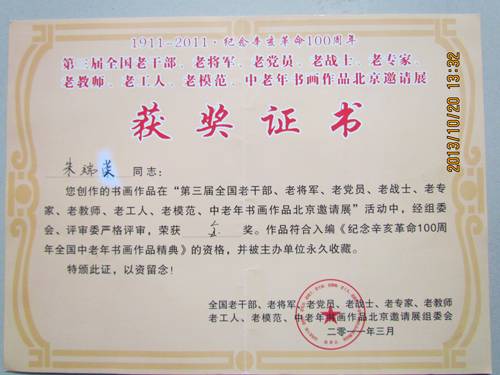 1911-2011·纪念辛亥革命100周年
第三届全国老干部、老将军、老党员、老战士、老专家、
老教师、老工人、老模范、中老年书画作品北京邀请展
获奖证书
朱瑞英 同志：
您创作的书画作品在“第三届全国老干部、老将军、老党员、老战士、老专
家、老教师、老工人、老模范、中老年书画作品北京邀请展”活动中，经组委
会、评审委严格评审，荣获 金 奖。作品符合入编《纪念辛亥革命100周
年全国中老年书画作品精典》的资格，并被主办单位永久收藏。
特颁此证，以资留念！
全国老干部、老将军、老党员、老战士、老专家、老教师
老工人、老模范、中老年书画作品邀请展组委会
二零一一年三月
2013/10/20 13:32